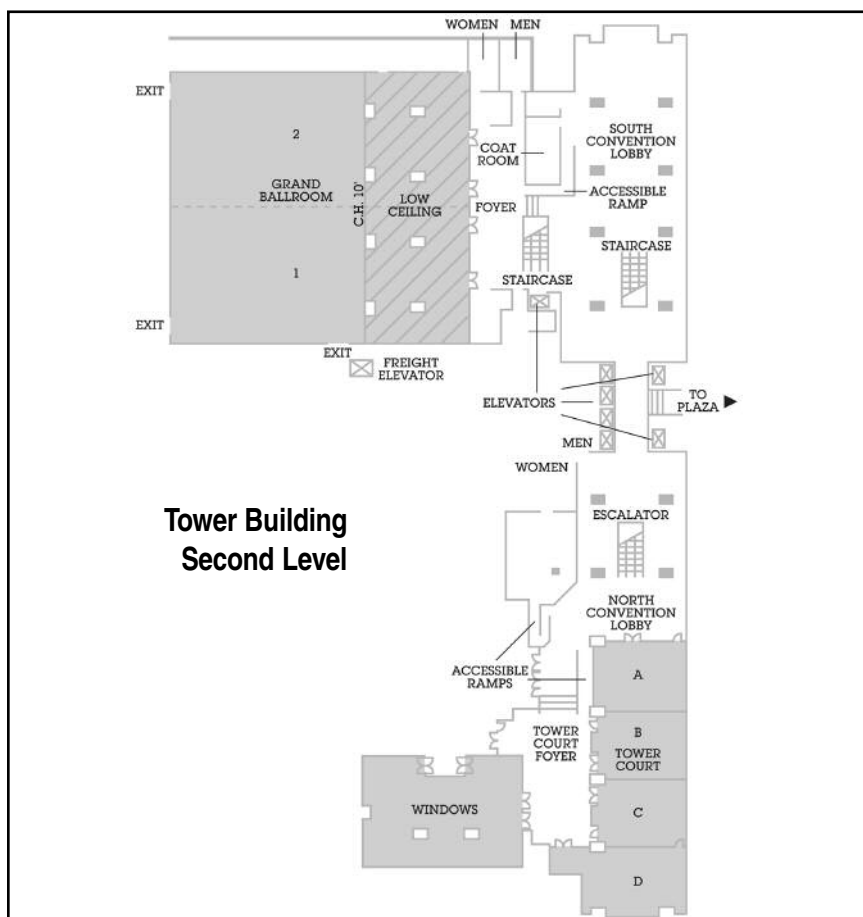 WOMEN MEN
EXIT
2
SOUTH
CONVENTION
LOBBY
COAT
ROOM
GRAND
BALLROOM
C.H. 10'
LOW
CEILING
FOYER
ACCESSIBLE
RAMP
STAIRCASE
1
STAIRCASE
EXIT
EXIT
FREIGHT
ELEVATOR
ELEVATORS
TO
PLAZA
MEN
WOMEN
Tower Building
Second Level
ESCALATOR
NORTH
CONVENTION
LOBBY
ACCESSIBLE
RAMPS
A
TOWER
COURT
FOYER
B
TOWER
COURT
WINDOWS
C
D